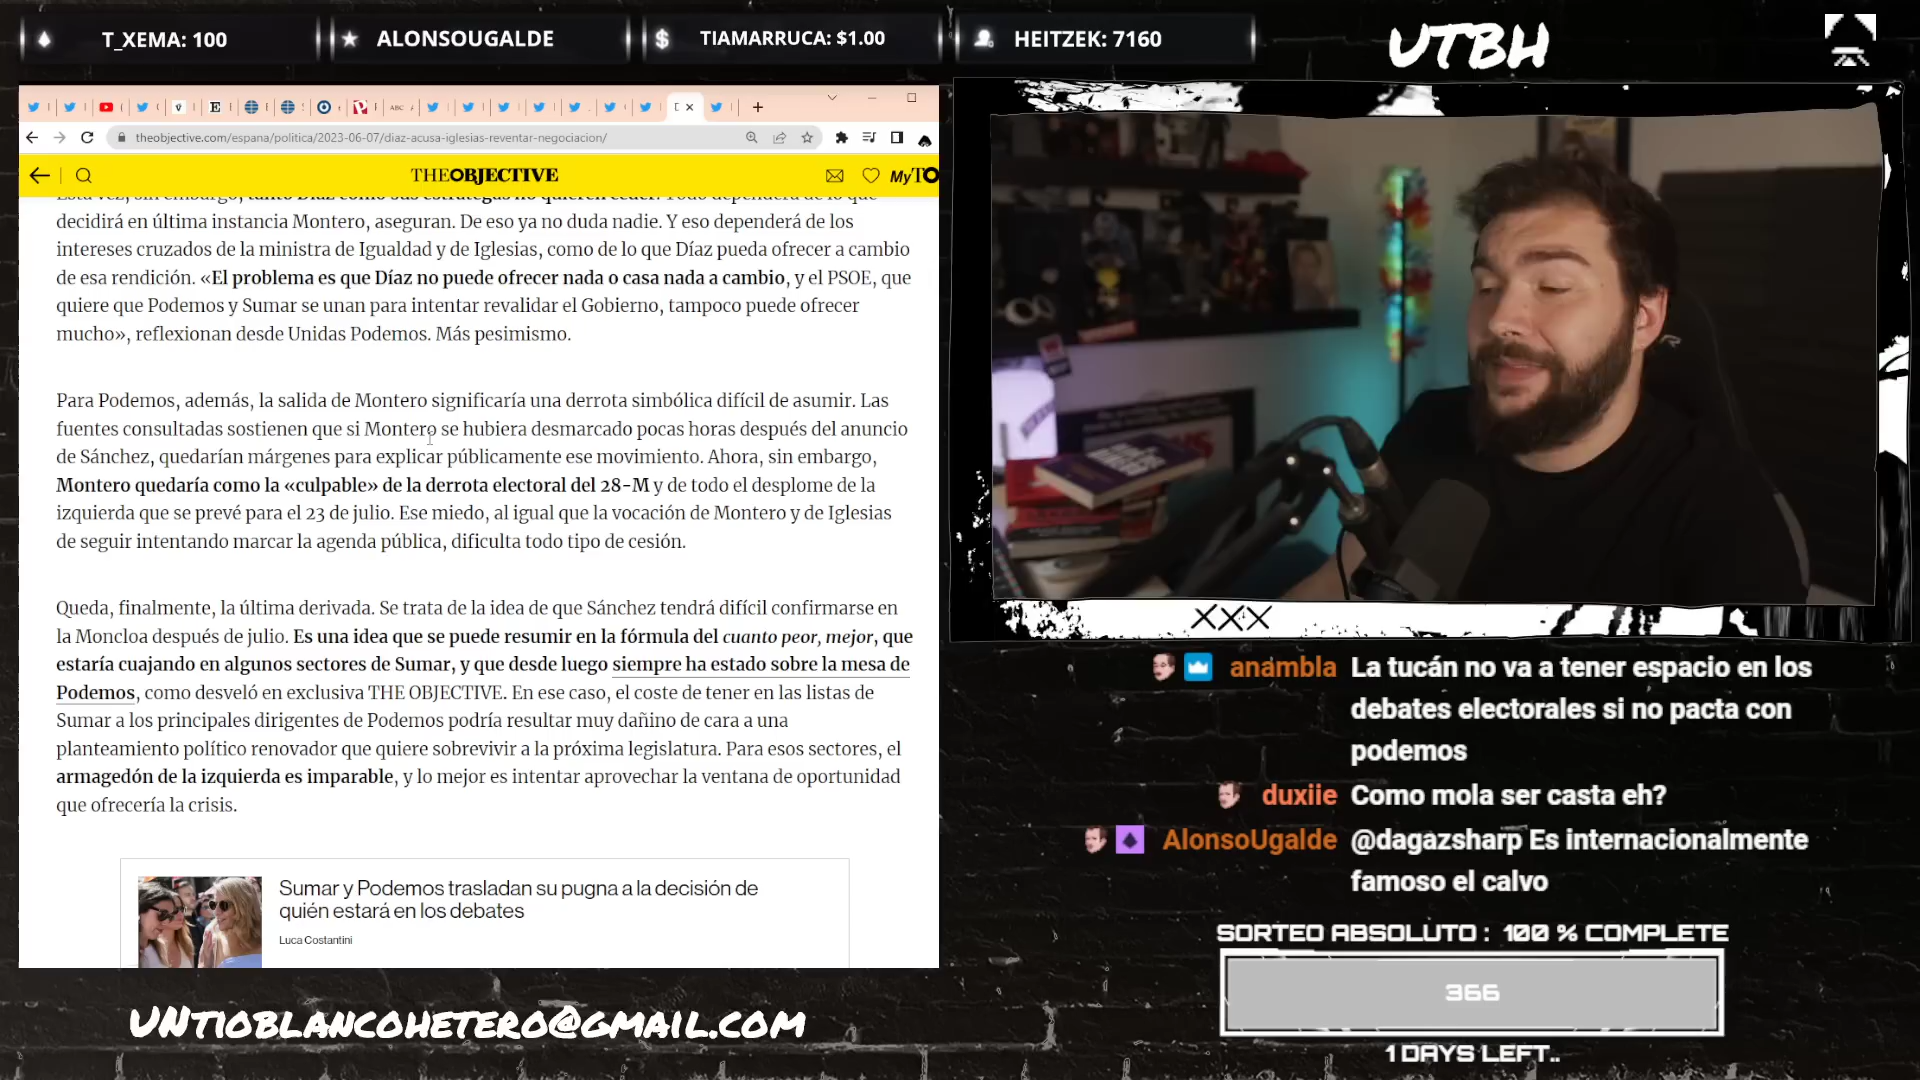 T_XEMA: 100
ALONSOUGALDE
TIAMARRUCA: $1.00
HEITZEK: 7160
UTBH
theobjective.com/espana/politica/2023-06-07/diaz-acusa-iglesias-reventar-negociacion/
THEOBJECTIVE
MyTO
Esta vez, sin embargo, tanto Díaz como sus estrategas no quieren ceder. Todo dependerá de lo que
decidirá en última instancia Montero, aseguran. De eso ya no duda nadie. Y eso dependerá de los
intereses cruzados de la ministra de Igualdad y de Iglesias, como de lo que Díaz pueda ofrecer a cambio
de esa rendición. «El problema es que Díaz no puede ofrecer nada o casa nada a cambio, y el PSOE, que
quiere que Podemos y Sumar se unan para intentar revalidar el Gobierno, tampoco puede ofrecer
mucho», reflexionan desde Unidas Podemos. Más pesimismo.
Para Podemos, además, la salida de Montero significaría una derrota simbólica difícil de asumir. Las
fuentes consultadas sostienen que si Montero se hubiera desmarcado pocas horas después del anuncio
de Sánchez, quedarían márgenes para explicar públicamente ese movimiento. Ahora, sin embargo,
Montero quedaría como la «culpable» de la derrota electoral del 28-M y de todo el desplome de la
izquierda que se prevé para el 23 de julio. Ese miedo, al igual que la vocación de Montero y de Iglesias
de seguir intentando marcar la agenda pública, dificulta todo tipo de cesión.
Queda, finalmente, la última derivada. Se trata de la idea de que Sánchez tendrá difícil confirmarse en
la Moncloa después de julio. Es una idea que se puede resumir en la fórmula del cuanto peor, mejor, que
estaría cuajando en algunos sectores de Sumar, y que desde luego siempre ha estado sobre la mesa de
Podemos, como desveló en exclusiva THE OBJECTIVE. En ese caso, el coste de tener en las listas de
Sumar a los principales dirigentes de Podemos podría resultar muy dañino de cara a una
planteamiento político renovador que quiere sobrevivir a la próxima legislatura. Para esos sectores, el
armagedón de la izquierda es imparable, y lo mejor es intentar aprovechar la ventana de oportunidad
que ofrecería la crisis.
Sumar y Podemos trasladan su pugna a la decisión de
quién estará en los debates
Luca Costantini
XXX
anambla La tucán no va a tener espacio en los
debates electorales si no pacta con
podemos
duxiie Como mola ser casta eh?
AlonsoUgalde @dagazsharp Es internacionalmente
famoso el calvo
SORTEO ABSOLUTO : 100 % COMPLETE
366
1 DAYS LEFT..
UNTIOBLANCOHETERO@GMAIL.COM